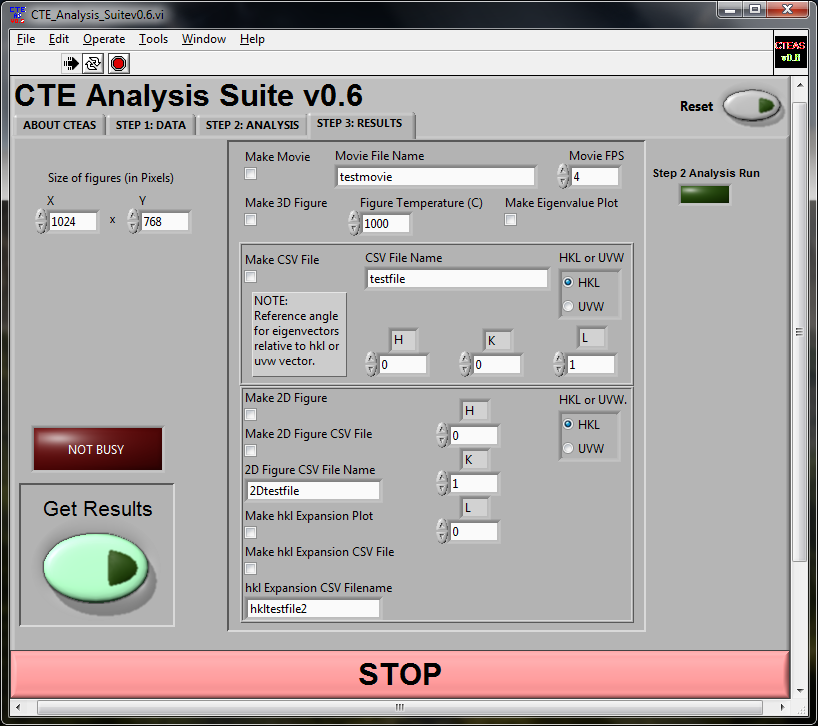 CTE_Analysis_Suitev0.6.vi
File Edit Operate Tools Window Help
CTEAS
CTE Analysis Suite v0.6
Reset
ABOUT CTEAS STEP 1: DATA STEP 2: ANALYSIS STEP 3: RESULTS
Size of figures (in Pixels)
X Y
1024 x 768
Make Movie Movie File Name Movie FPS
testmovie 4
Make 3D Figure Figure Temperature (C) Make Eigenvalue Plot
1000
Step 2 Analysis Run
Make CSV File CSV File Name HKL or UVW
testfile
HKL
UVW
NOTE:
Reference angle
for eigenvectors
relative to hkl or
uvw vector.
H K L
0 0 1
Make 2D Figure
Make 2D Figure CSV File
2D Figure CSV File Name
2Dtestfile
Make hkl Expansion Plot
Make hkl Expansion CSV File
hkl Expansion CSV Filename
hkltestfile2
H
0
K
1
L
0
HKL or UVW.
HKL
UVW
NOT BUSY
Get Results
STOP